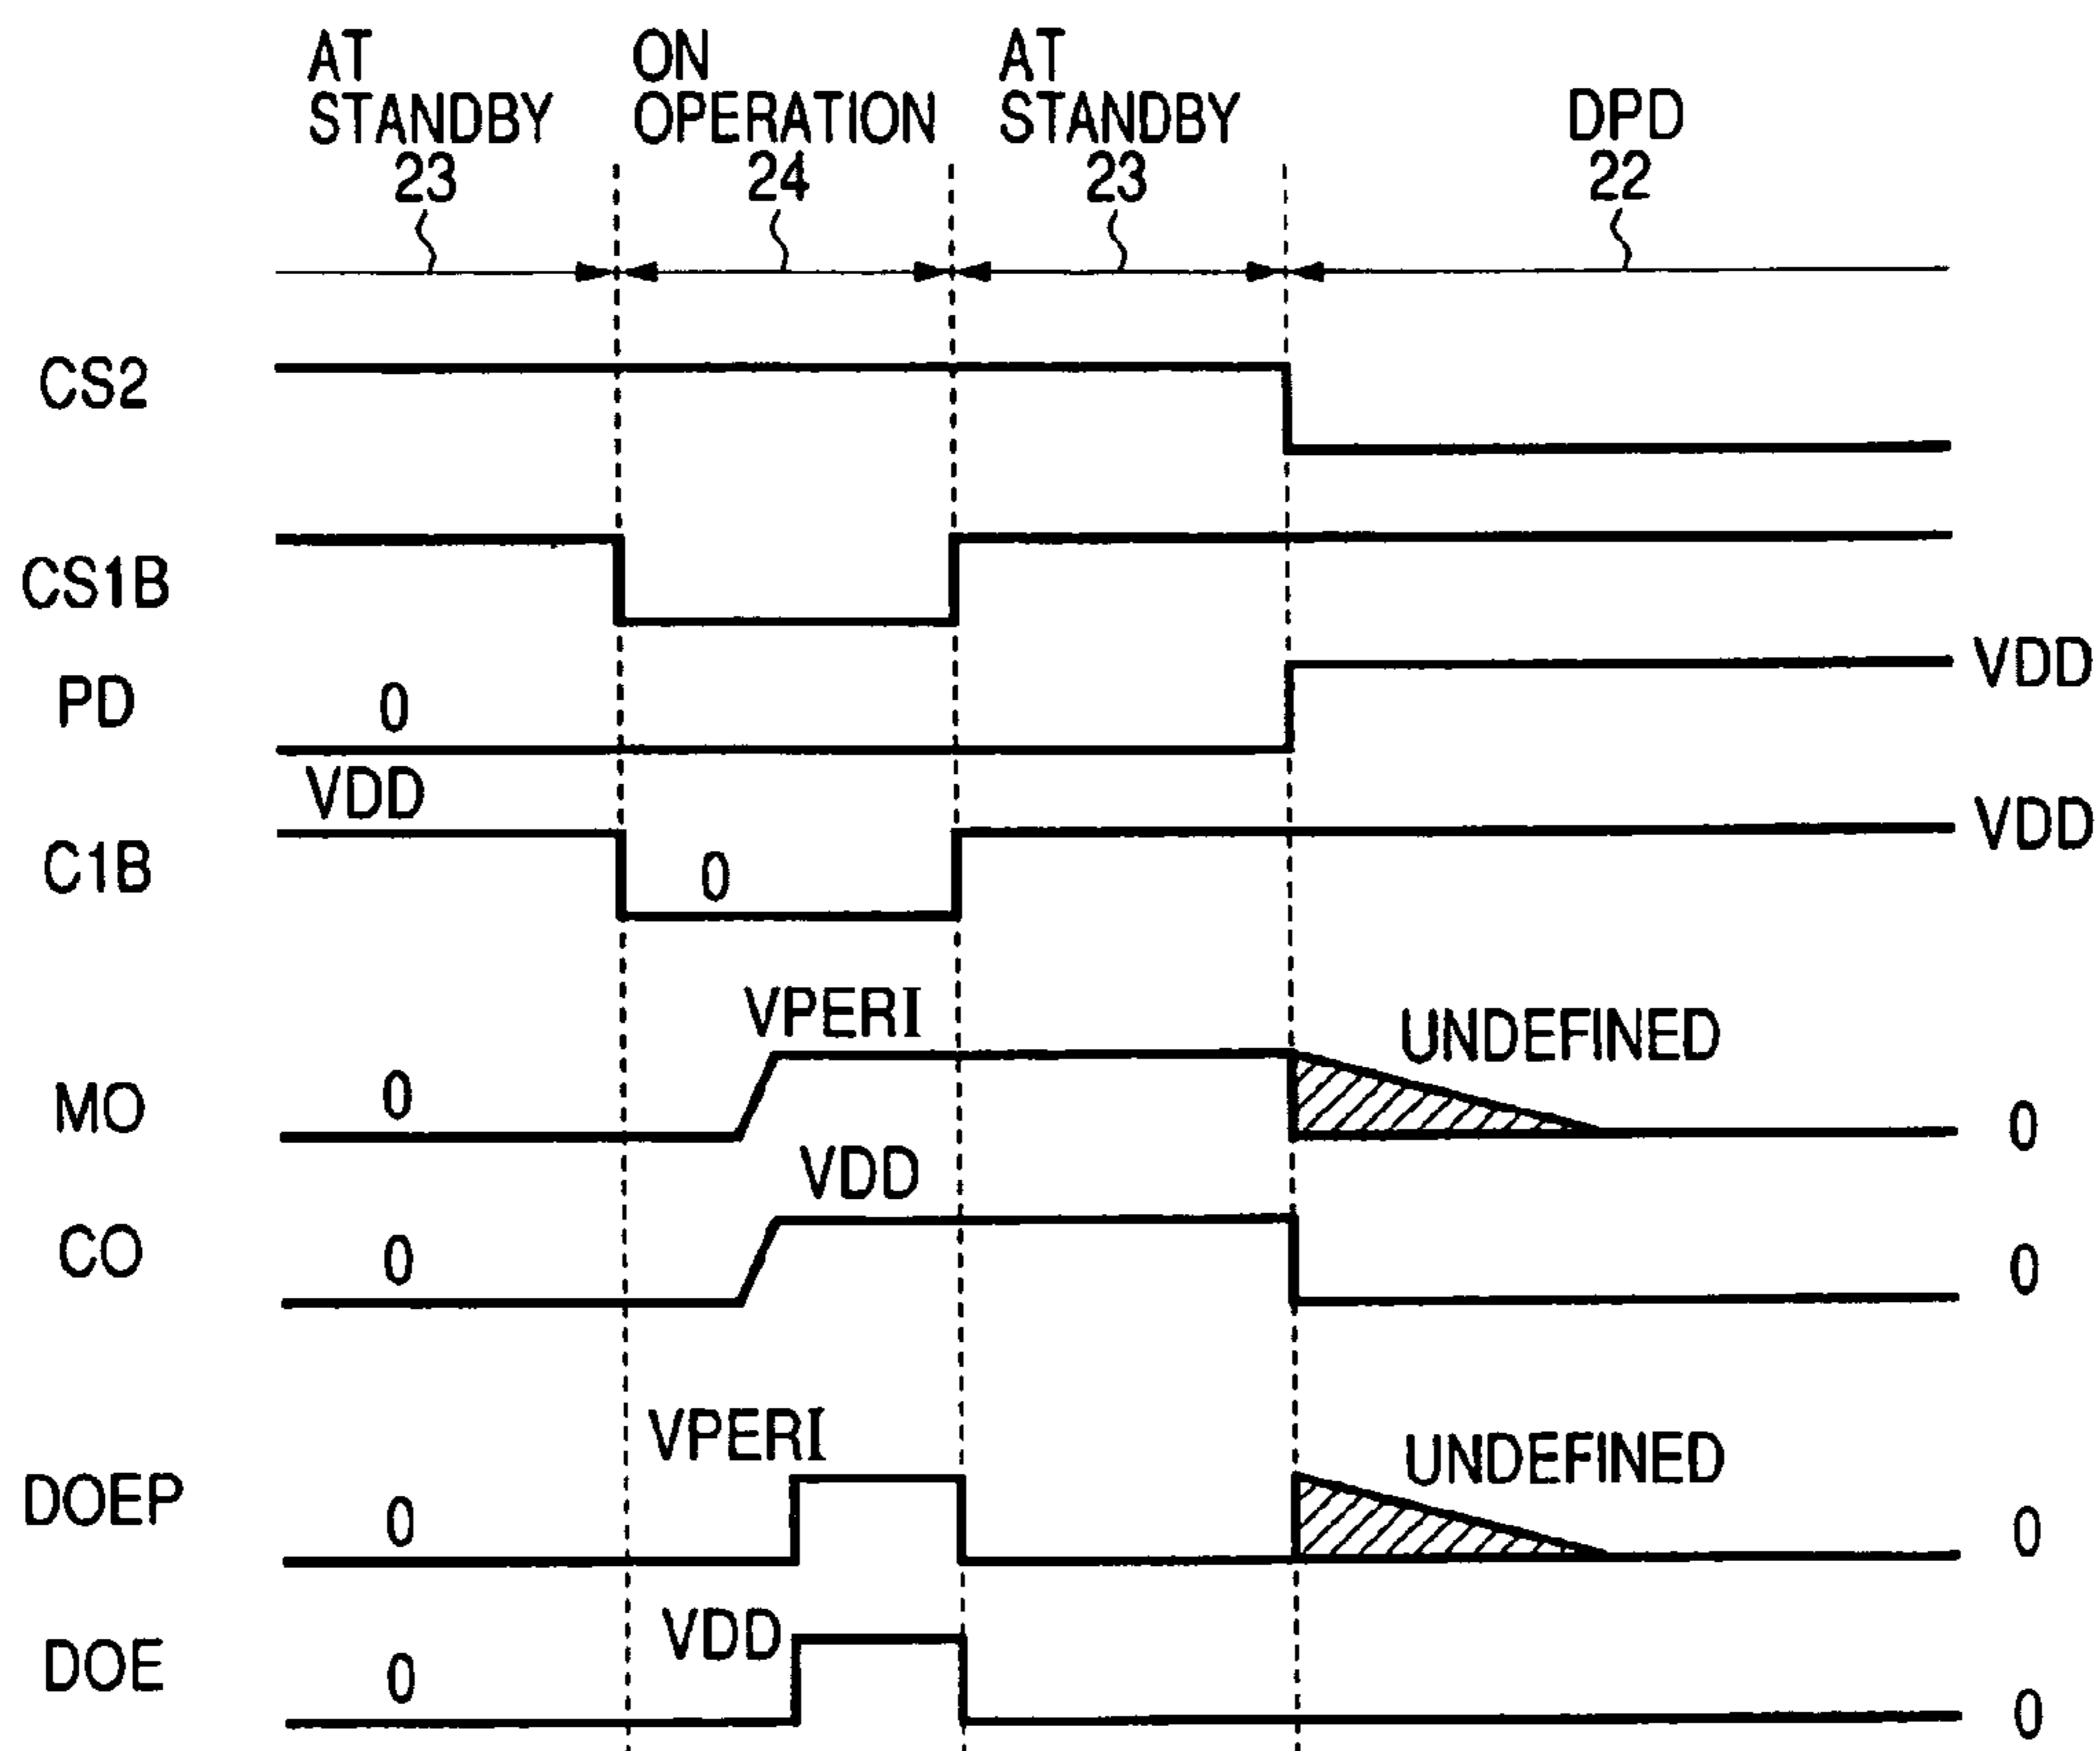 AT
STANDBY
23
ON
OPERATION
24
AT
STANDBY
23
DPD
22
CS2
CS1B
PD
0
VDD
VDD
C1B
0
VDD
MO
0
VPERI
UNDEFINED
0
CO
0
VDD
0
DOEP
0
VPERI
UNDEFINED
0
DOE
0
VDD
0